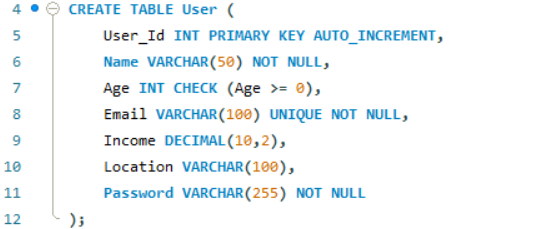 4 CREATE TABLE User (
5 User_Id INT PRIMARY KEY AUTO_INCREMENT,
6 Name VARCHAR(50) NOT NULL,
7 Age INT CHECK (Age >= 0),
8 Email VARCHAR(100) UNIQUE NOT NULL,
9 Income DECIMAL(10,2),
10 Location VARCHAR(100),
11 Password VARCHAR(255) NOT NULL
12 );